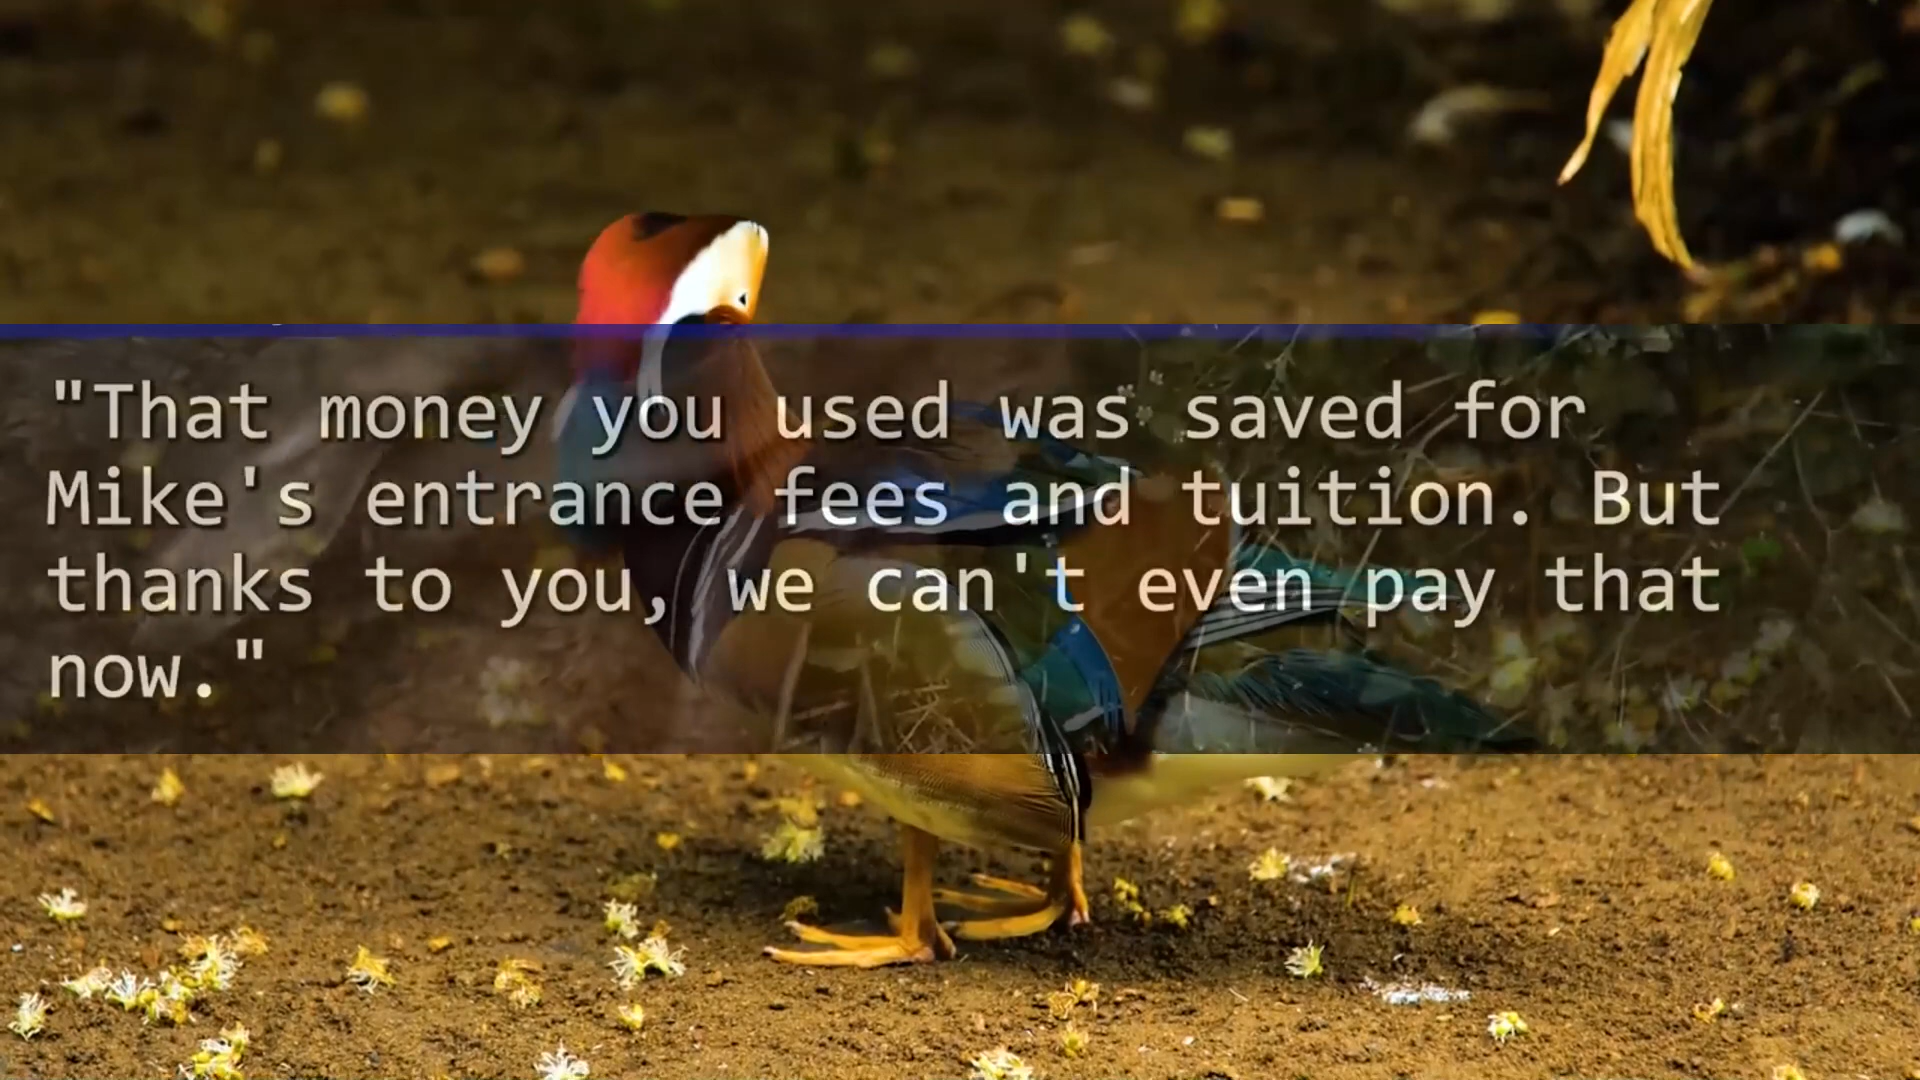 "That money you used was saved for
Mike's entrance fees and tuition. But
thanks to you, we can't even pay that
now."